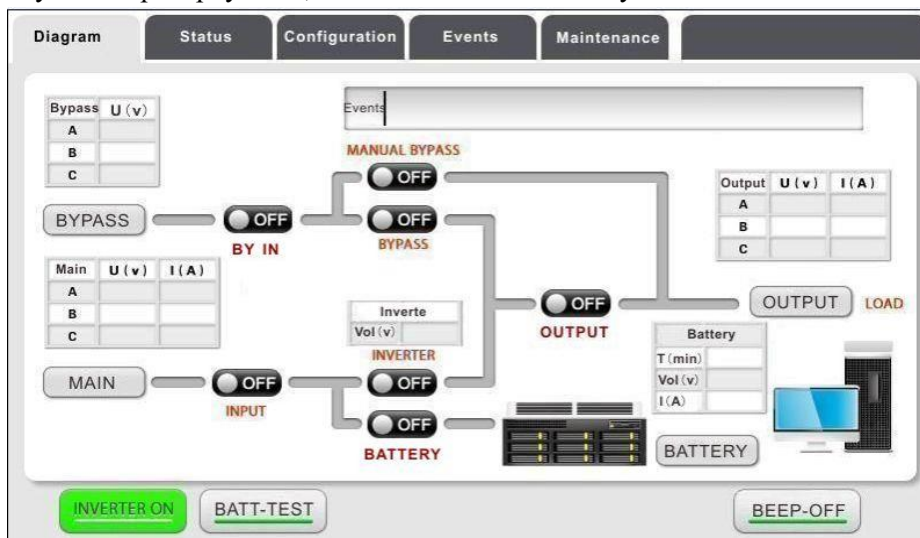 Diagram Status Configuration Events Maintenance
Bypass U(v)
A
B
C
Events
MANUAL BYPASS
OFF
BYPASS
OFF
BY IN
OFF
BYPASS
Output U(v) I(A)
A
B
C
Main U(v) I(A)
A
B
C
Inverte
Vol(v)
INVERTER
OFF
OUTPUT
OUTPUT
LOAD
Battery
T(min)
Vol(v)
I(A)
MAIN
OFF
INPUT
OFF
OFF
BATTERY
BATTERY
INVERTER ON
BATT-TEST
BEEP-OFF